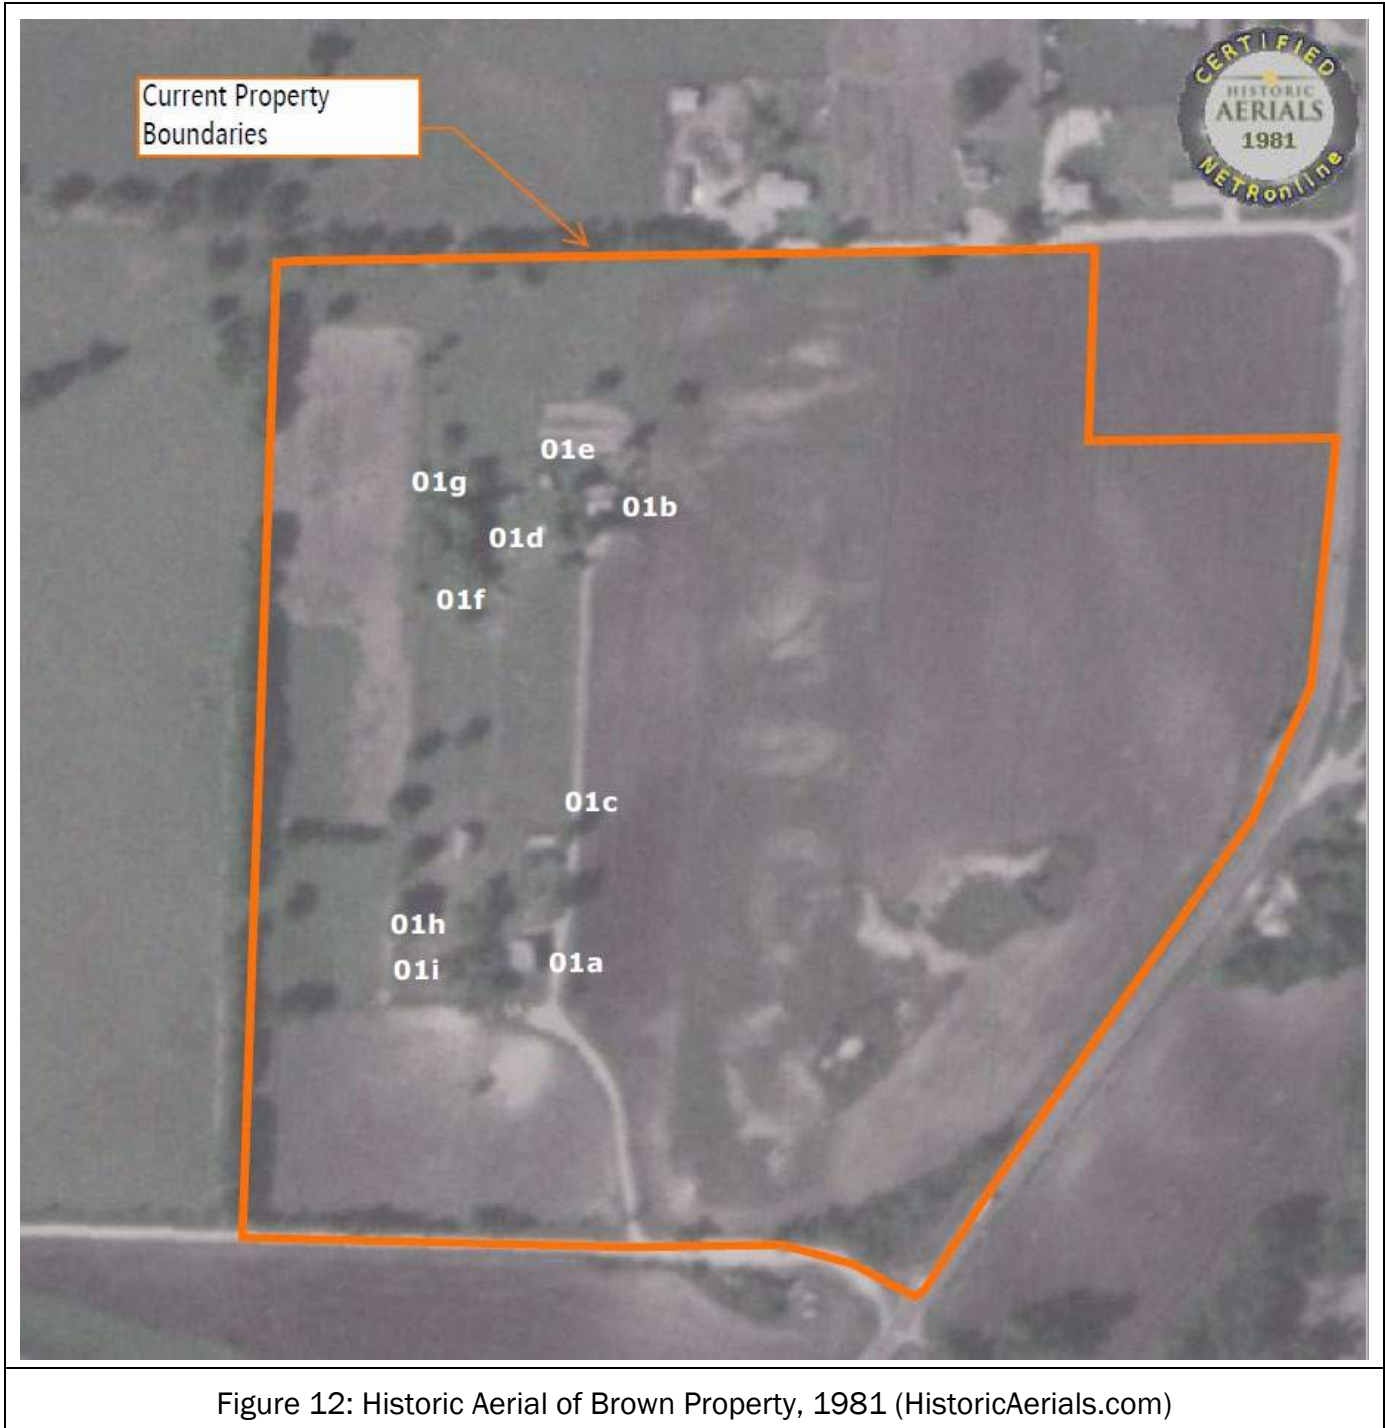 Current Property
Boundaries
CERTIFIED
HISTORIC
AERIALS
1981
NETRonline
01e
01g
01b
01d
01f
01c
01h
01i
01a
Figure 12: Historic Aerial of Brown Property, 1981 (HistoricAerials.com)